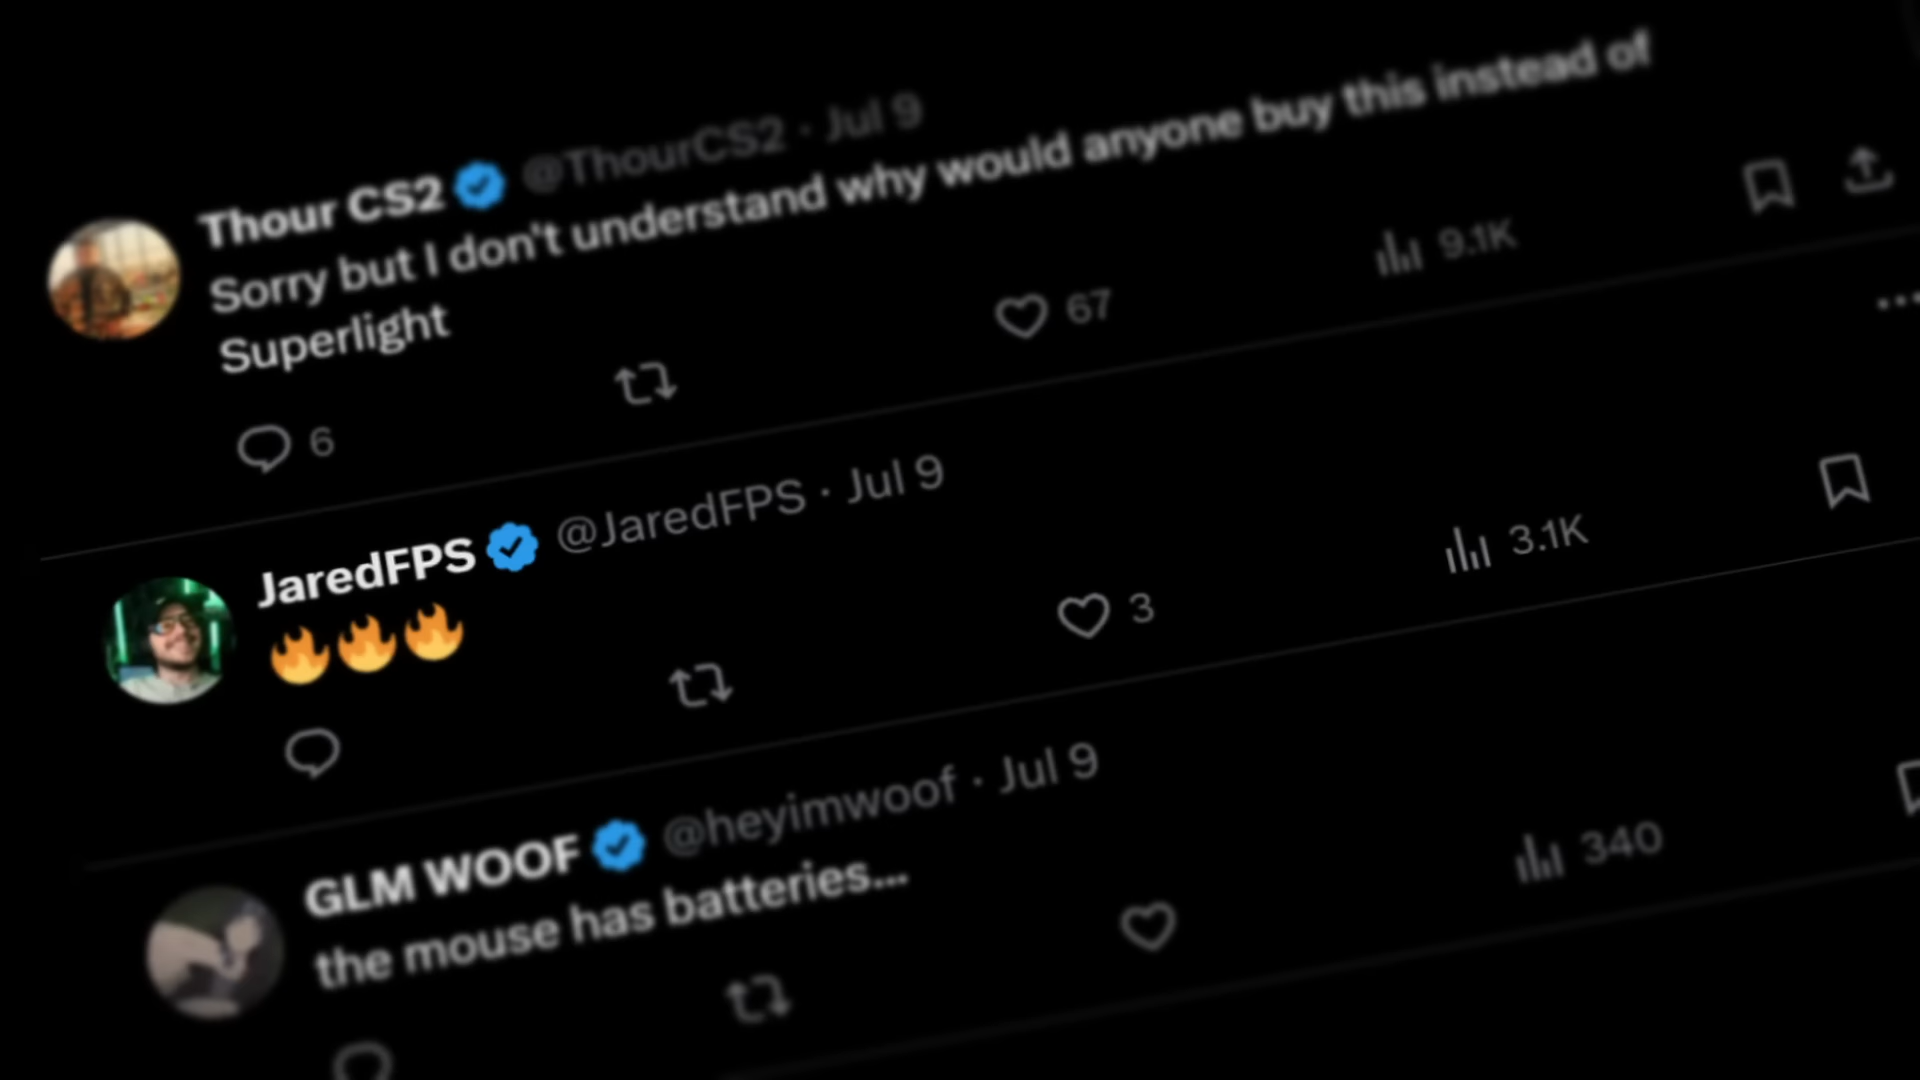 Thour CS2 @ThourCS2 · Jul 9
Sorry but I don't understand why would anyone buy this instead of
Superlight
6 67 9.1K
JaredFPS @JaredFPS · Jul 9
🔥🔥🔥
3 3.1K
GLM WOOF @heyimwoof · Jul 9
the mouse has batteries...
340